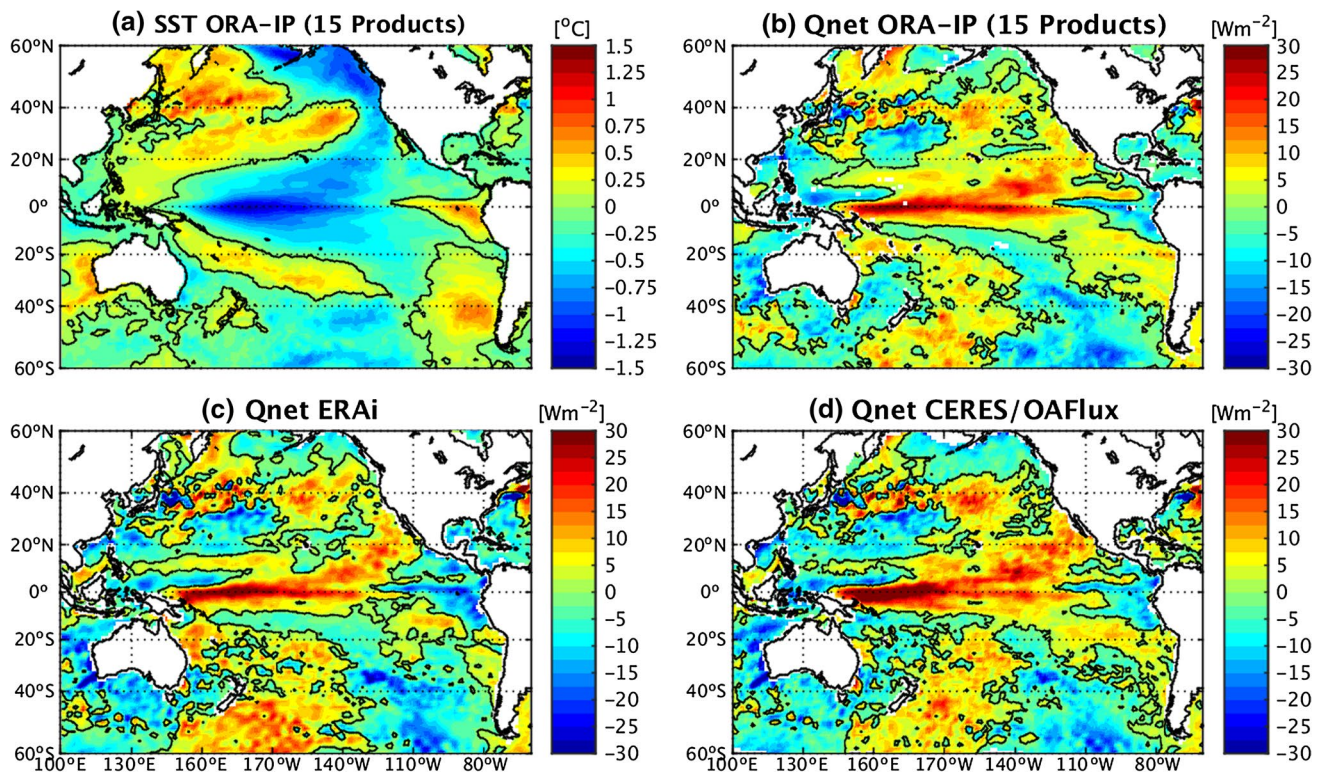 (a) SST ORA-IP (15 Products)
[°C]
60°N
40°N
20°N
0°
20°S
40°S
60°S
1.5
1.25
1
0.75
0.5
0.25
0
−0.25
−0.5
−0.75
−1
−1.25
−1.5
(b) Qnet ORA-IP (15 Products)
[Wm−2]
60°N
40°N
20°N
0°
20°S
40°S
60°S
30
25
20
15
10
5
0
−5
−10
−15
−20
−25
−30
(c) Qnet ERAi
[Wm−2]
60°N
40°N
20°N
0°
20°S
40°S
60°S
100°E 130°E 160°E 170°W 140°W 110°W 80°W
30
25
20
15
10
5
0
−5
−10
−15
−20
−25
−30
(d) Qnet CERES/OAFlux
[Wm−2]
60°N
40°N
20°N
0°
20°S
40°S
60°S
100°E 130°E 160°E 170°W 140°W 110°W 80°W
30
25
20
15
10
5
0
−5
−10
−15
−20
−25
−30